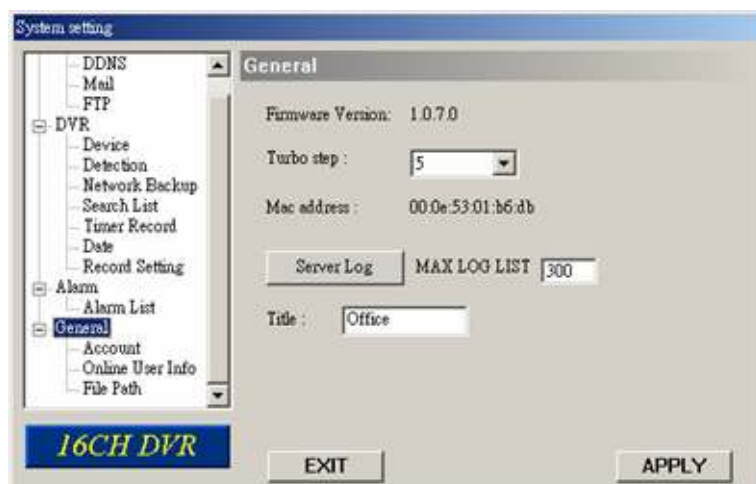 System setting
DDNS
Mail
FTP
DVR
Device
Detection
Network Backup
Search List
Timer Record
Date
Record Setting
Alarm
Alarm List
General
Account
Online User Info
File Path
16CH DVR
General
Firmware Version: 1.0.7.0
Turbo step : 5
Mac address : 00:0e:53:01:b6:db
Server Log MAX LOG LIST 300
Title : Office
EXIT APPLY